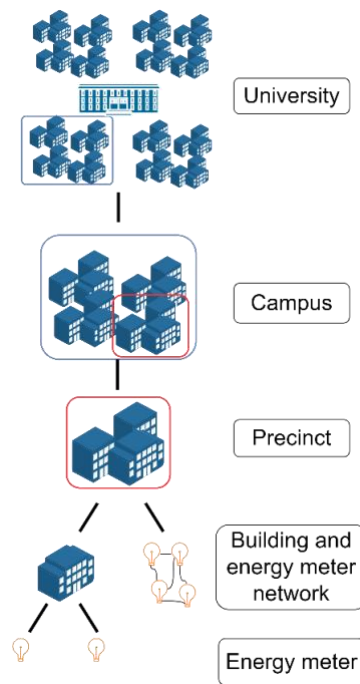 University
Campus
Precinct
Building and
energy meter
network
Energy meter